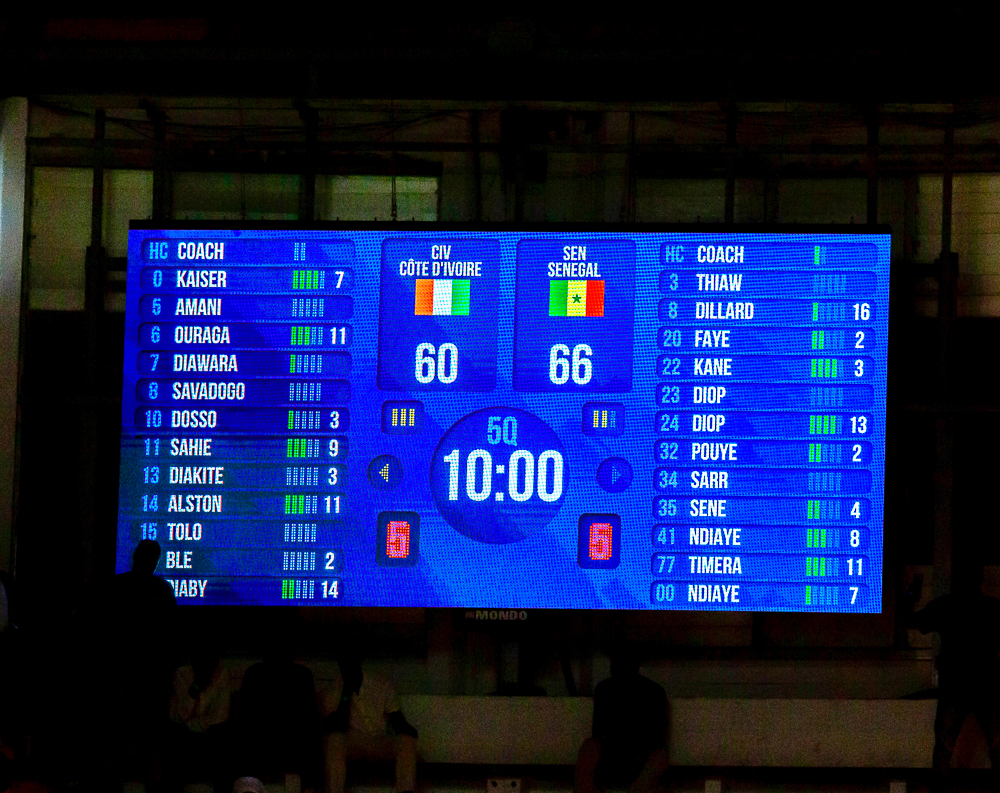 HC COACH
0 KAISER 7
5 AMANI
6 OURAGA 11
7 DIAWARA
8 SAVADOGO
10 DOSSO 3
11 SAHIE 9
13 DIAKITE 3
14 ALSTON 11
15 TOLO
BLE 2
DIABY 14
CIV
CÔTE D'IVOIRE
60
SEN
SENEGAL
66
5Q
10:00
5
5
HC COACH
3 THIAW
8 DILLARD 16
20 FAYE 2
22 KANE 3
23 DIOP
24 DIOP 13
32 POUYE 2
34 SARR
35 SENE 4
41 NDIAYE 8
77 TIMERA 11
00 NDIAYE 7
MONDO